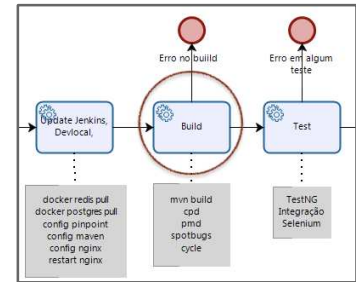 Erro no buiild
Erro em algum
teste
Update Jenkins,
Devlocal,
Build
Test
docker redis pull
docker postgres pull
config pinpoint
config maven
config nginx
restart nginx
mvn build
cpd
pmd
spotbugs
cycle
TestNG
Integração
Selenium